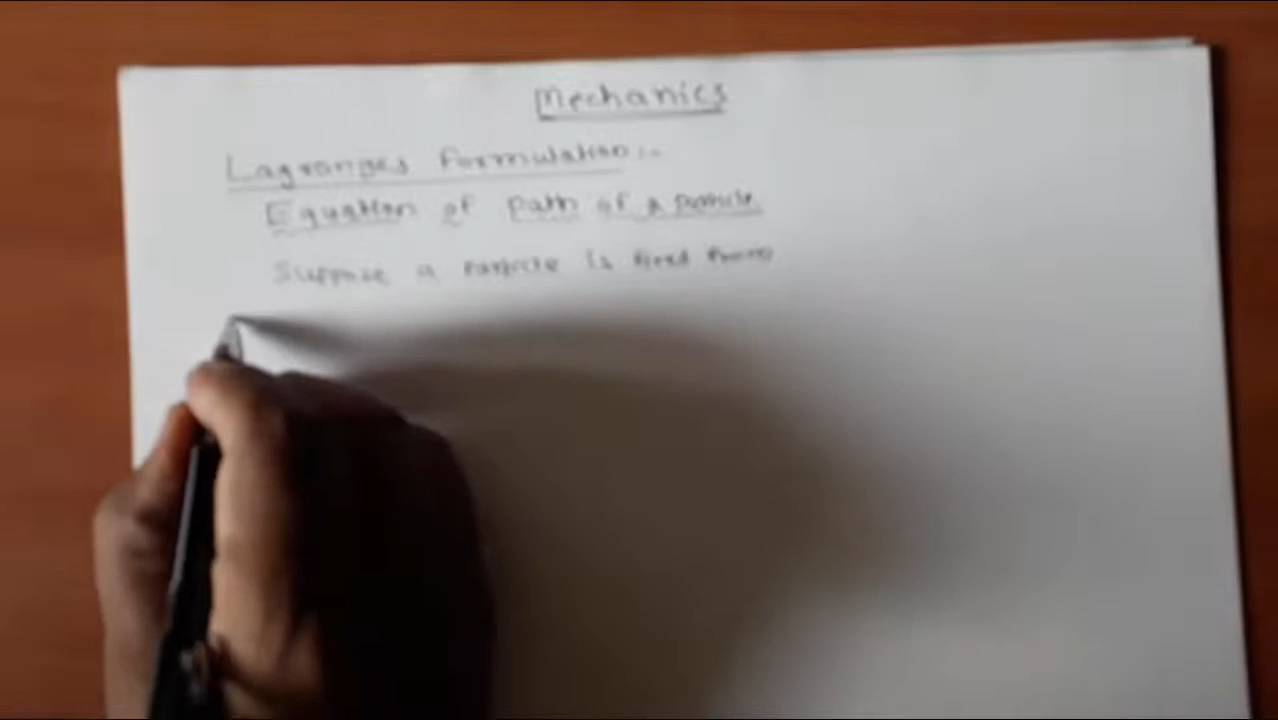 Mechanics
Lagranges Formulation:-
Equation of Path of a Particle.
Suppose a particle is fired from